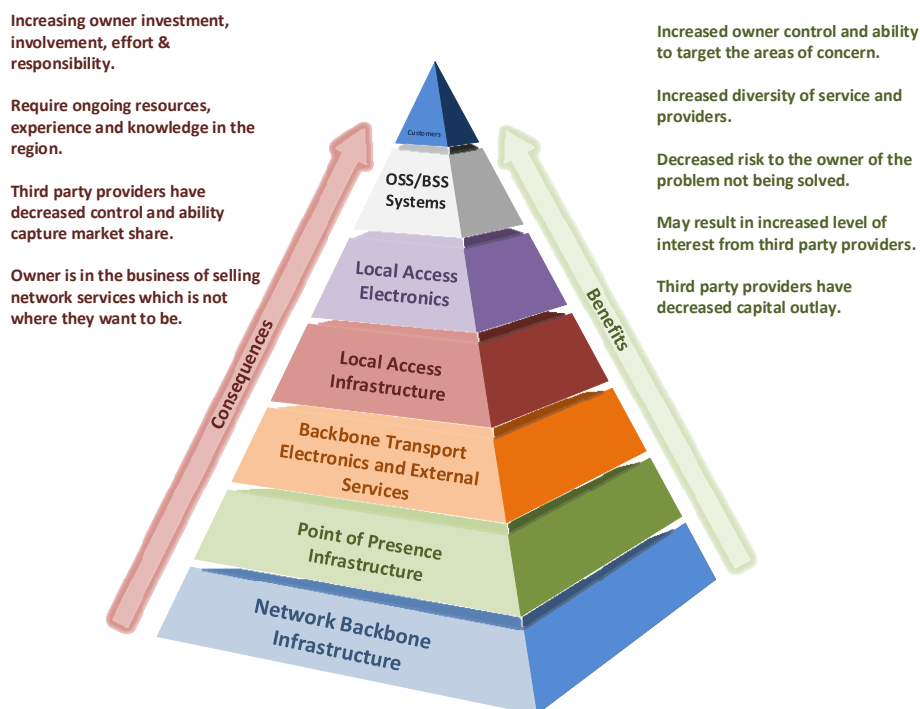 Increasing owner investment,
involvement, effort &
responsibility.
Require ongoing resources,
experience and knowledge in the
region.
Third party providers have
decreased control and ability
capture market share.
Owner is in the business of selling
network services which is not
where they want to be.
Consequences
Customers
OSS/BSS
Systems
Local Access
Electronics
Local Access
Infrastructure
Backbone Transport
Electronics and External
Services
Point of Presence
Infrastructure
Network Backbone
Infrastructure
Benefits
Increased owner control and ability
to target the areas of concern.
Increased diversity of service and
providers.
Decreased risk to the owner of the
problem not being solved.
May result in increased level of
interest from third party providers.
Third party providers have
decreased capital outlay.